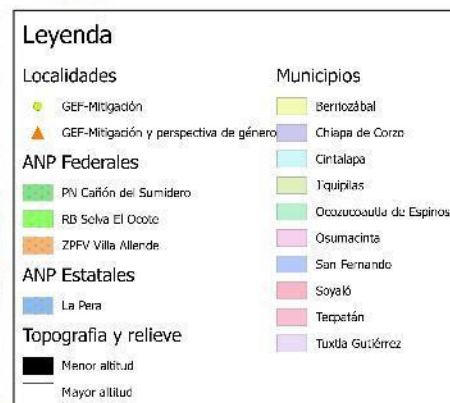 Leyenda
Localidades
GEF-Mitigación
GEF-Mitigación y perspectiva de género
ANP Federales
PN Cañón del Sumidero
RB Selva El Ocote
ZPFV Villa Allende
ANP Estatales
La Pera
Topografia y relieve
Menor altitud
Mayor altitud
Municipios
Berriozábal
Chiapa de Corzo
Cintalapa
Jiquipilas
Ocozocoautla de Espinos
Osumacinta
San Fernando
Soyaló
Tecpatán
Tuxtla Gutiérrez